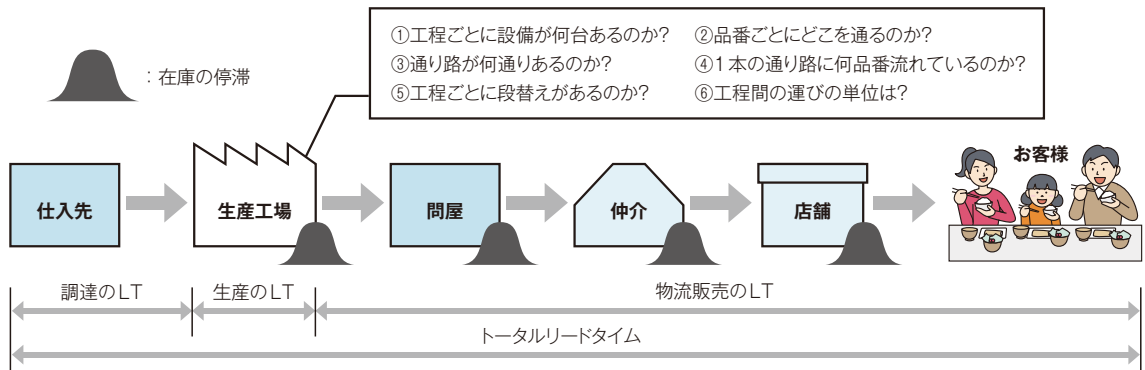 ①工程ごとに設備が何台あるのか？ ②品番ごとにどこを通るのか？
③通り路が何通りあるのか？ ④１本の通り路に何品番流れているのか？
⑤工程ごとに段替えがあるのか？ ⑥工程間の運びの単位は？
：在庫の停滞
お客様
仕入先 生産工場 問屋 仲介 店舗
調達のLT 生産のLT 物流販売のLT
トータルリードタイム